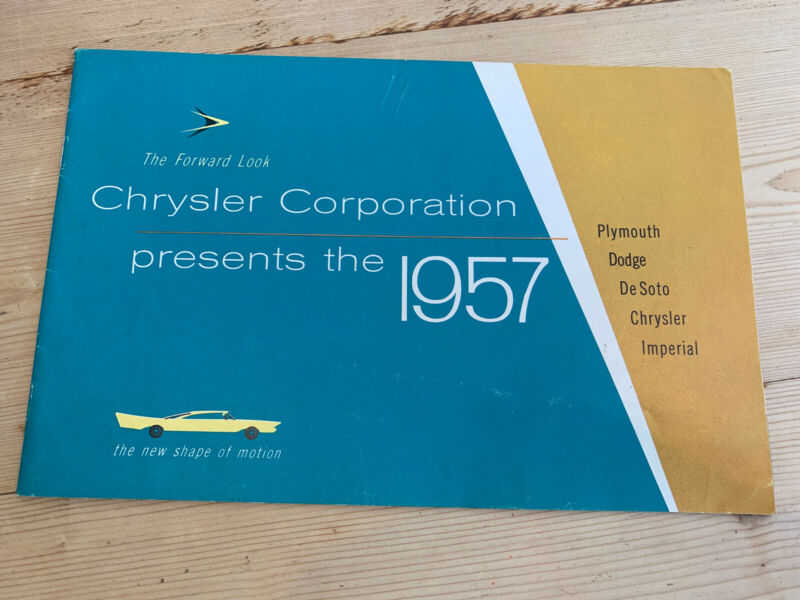 The Forward Look
Chrysler Corporation
presents the 1957
Plymouth
Dodge
De Soto
Chrysler
Imperial
the new shape of motion